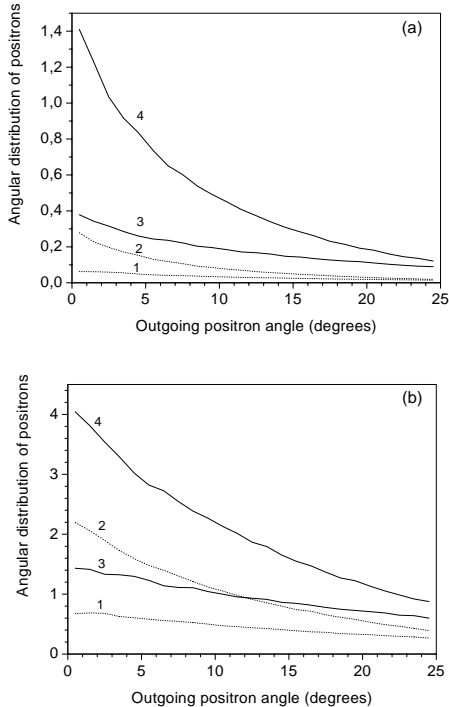 (a)
Angular distribution of positrons
1,4
1,2
1,0
0,8
0,6
0,4
0,2
0,0
4
3
2
1
0 5 10 15 20 25
Outgoing positron angle (degrees)
(b)
Angular distribution of positrons
4
3
2
1
0
4
2
3
1
0 5 10 15 20 25
Outgoing positron angle (degrees)